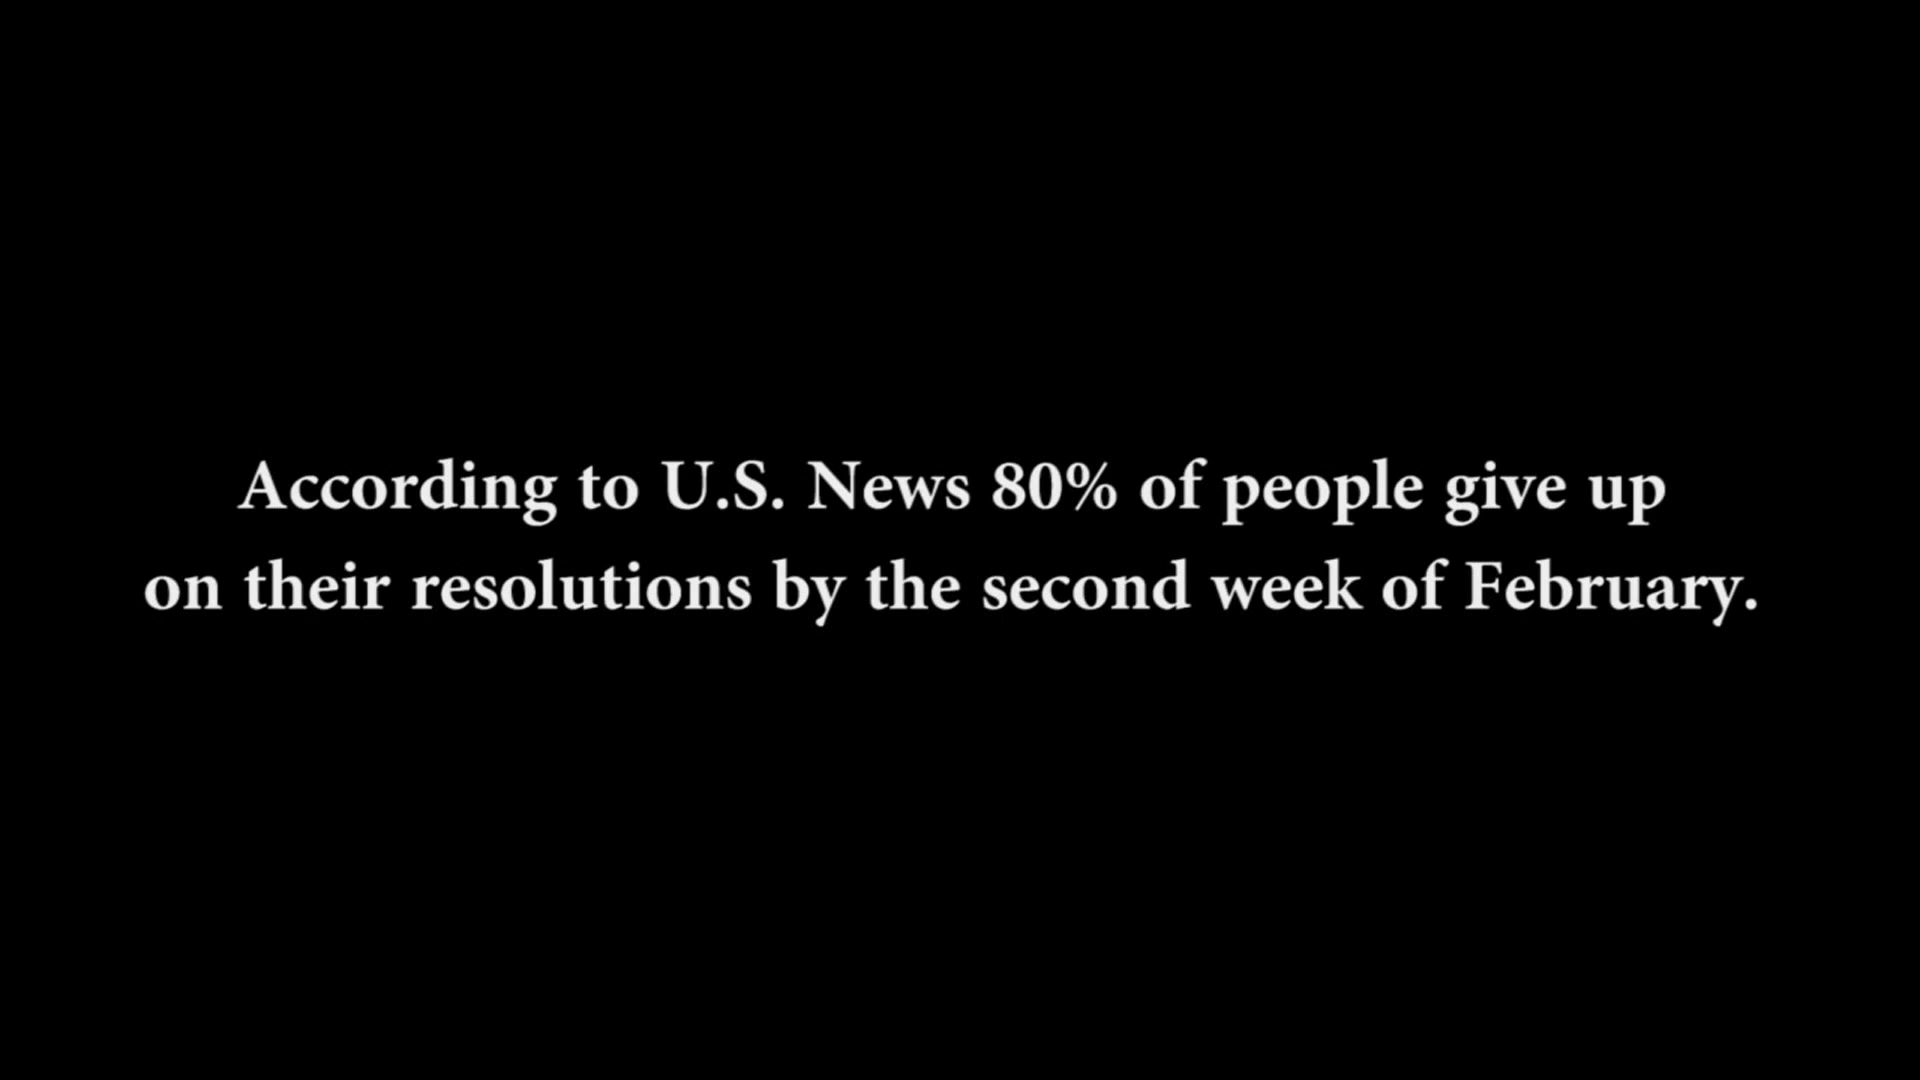 According to U.S. News 80% of people give up
on their resolutions by the second week of February.